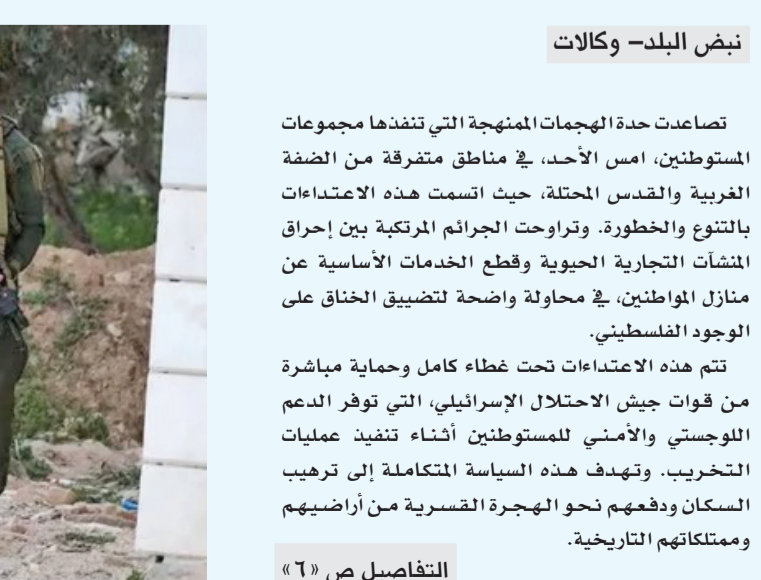 نبض البلد– وكالات
تصاعدت حدة الهجمات الممنهجة التي تنفذها مجموعات
المستوطنين، امس الأحد، في مناطق متفرقة من الضفة
الغربية والقدس المحتلة، حيث اتسمت هذه الاعتداءات
بالتنوع والخطورة. وتراوحت الجرائم المرتكبة بين إحراق
المنشآت التجارية الحيوية وقطع الخدمات الأساسية عن
منازل المواطنين، في محاولة واضحة لتضييق الخناق على
الوجود الفلسطيني.
تتم هذه الاعتداءات تحت غطاء كامل وحماية مباشرة
من قوات جيش الاحتلال الإسرائيلي، التي توفر الدعم
اللوجستي والأمني للمستوطنين أثناء تنفيذ عمليات
التخريب. وتهدف هذه السياسة المتكاملة إلى ترهيب
السكان ودفعهم نحو الهجرة القسرية من أراضيهم
وممتلكاتهم التاريخية.
التفاصيل ص «٦»